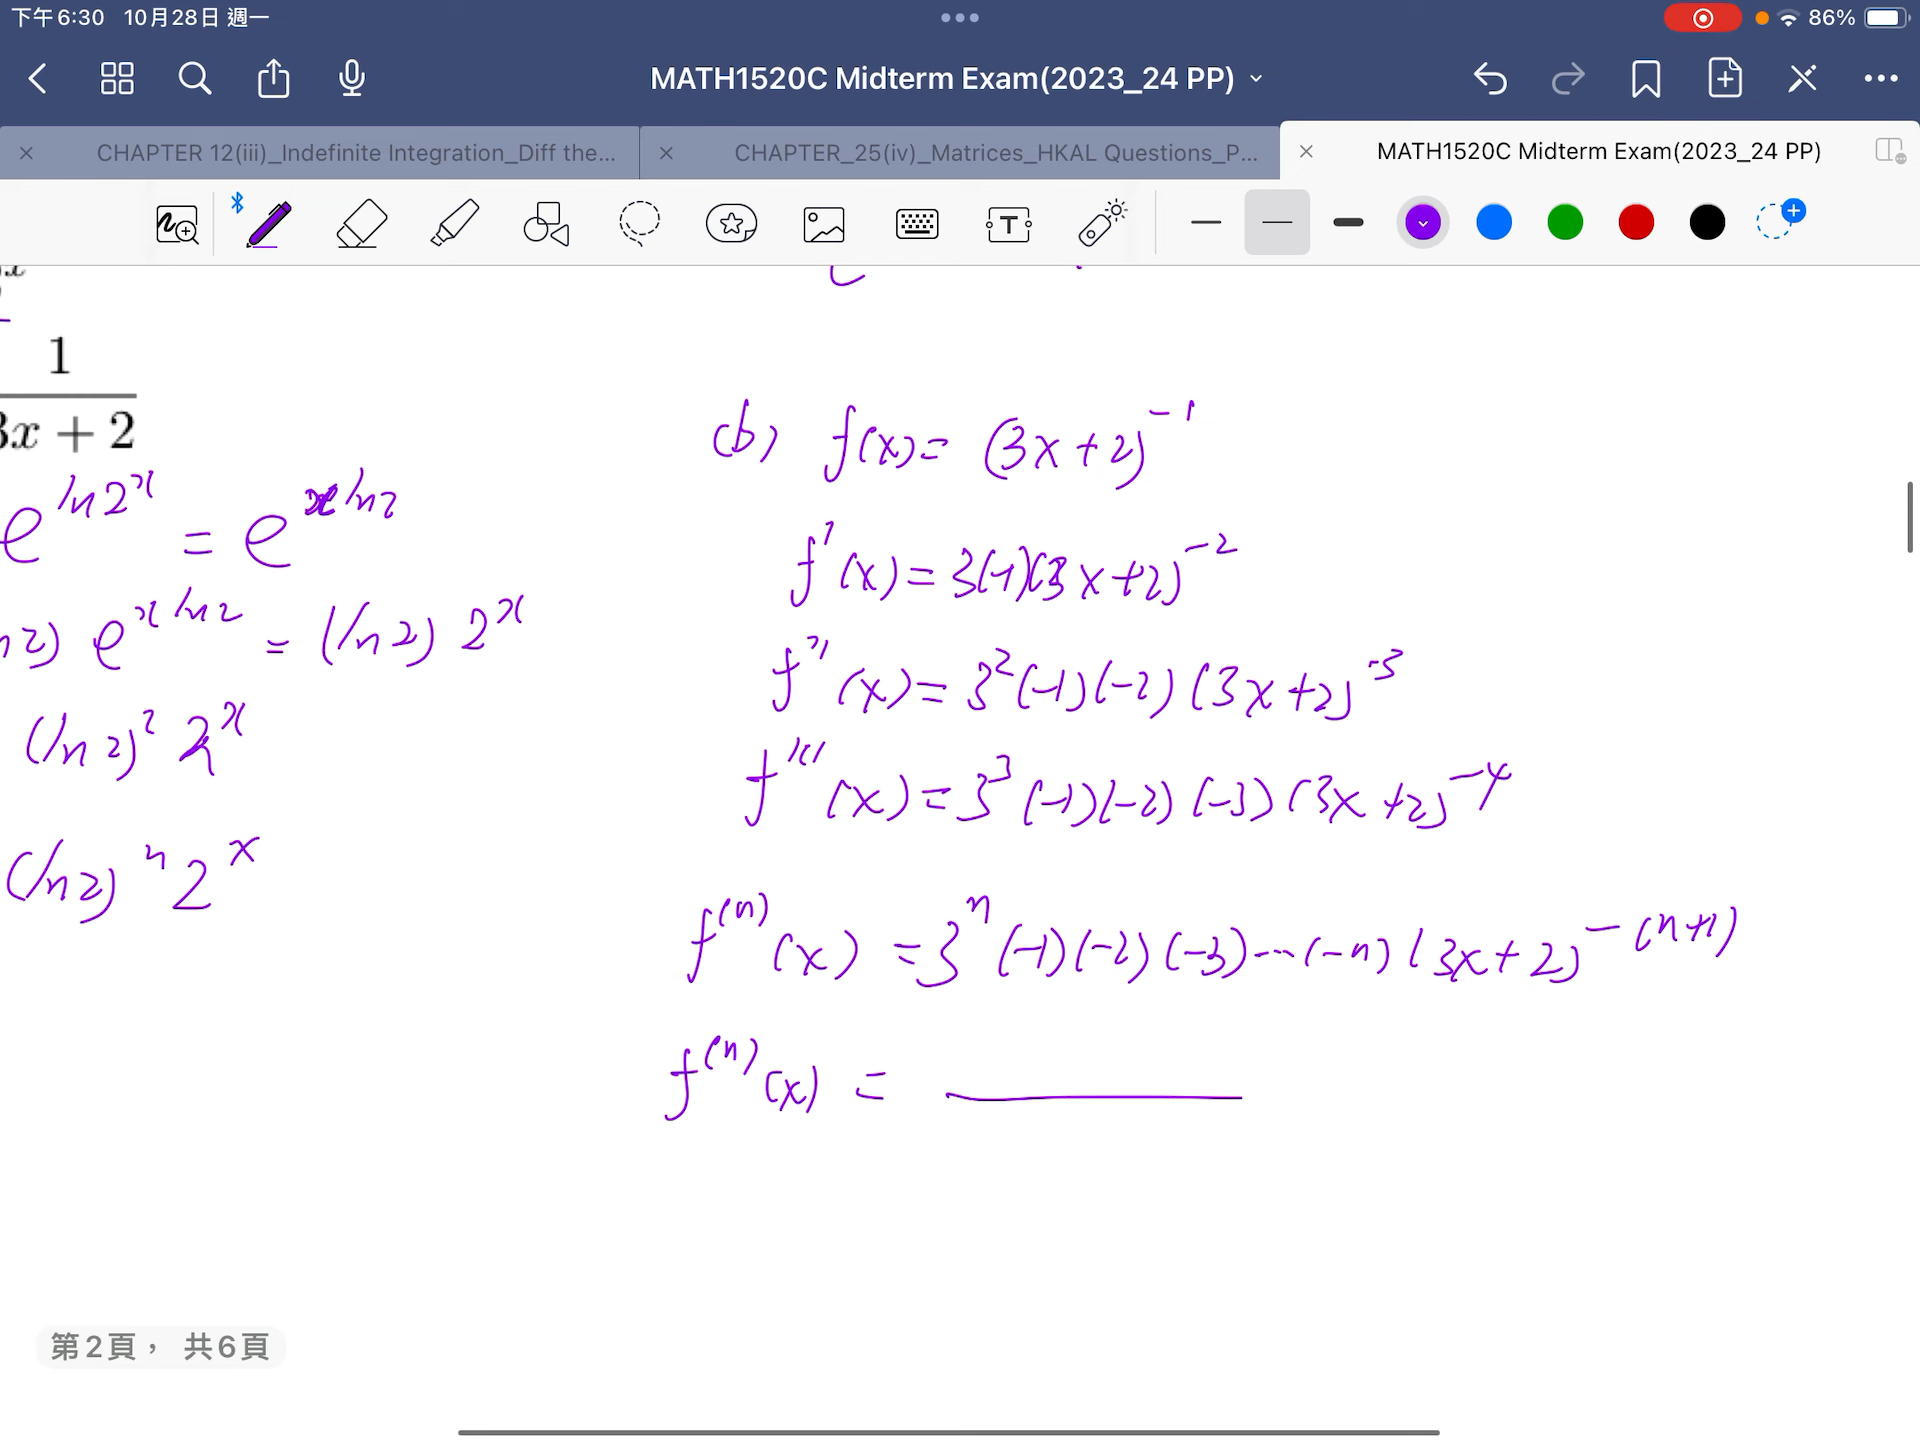 下午6:30 10月28日 週一
86%
MATH1520C Midterm Exam(2023_24 PP)
CHAPTER 12(iii)_Indefinite Integration_Diff the...
CHAPTER_25(iv)_Matrices_HKAL Questions_P...
MATH1520C Midterm Exam(2023_24 PP)
1
3x + 2
e^{ln2^x} = e^{x ln2}
n2) e^{x ln2} = (ln2) 2^x
(ln2)^2 2^x
(ln2)^n 2^x
(b) f(x) = (3x+2)^{-1}
f'(x) = 3(-1)(3x+2)^{-2}
f''(x) = 3^2(-1)(-2)(3x+2)^{-3}
f'''(x) = 3^3(-1)(-2)(-3)(3x+2)^{-4}
f^{(n)}(x) = 3^n(-1)(-2)(-3)---(-n)(3x+2)^{-(n+1)}
f^{(n)}(x) =
第2頁， 共6頁